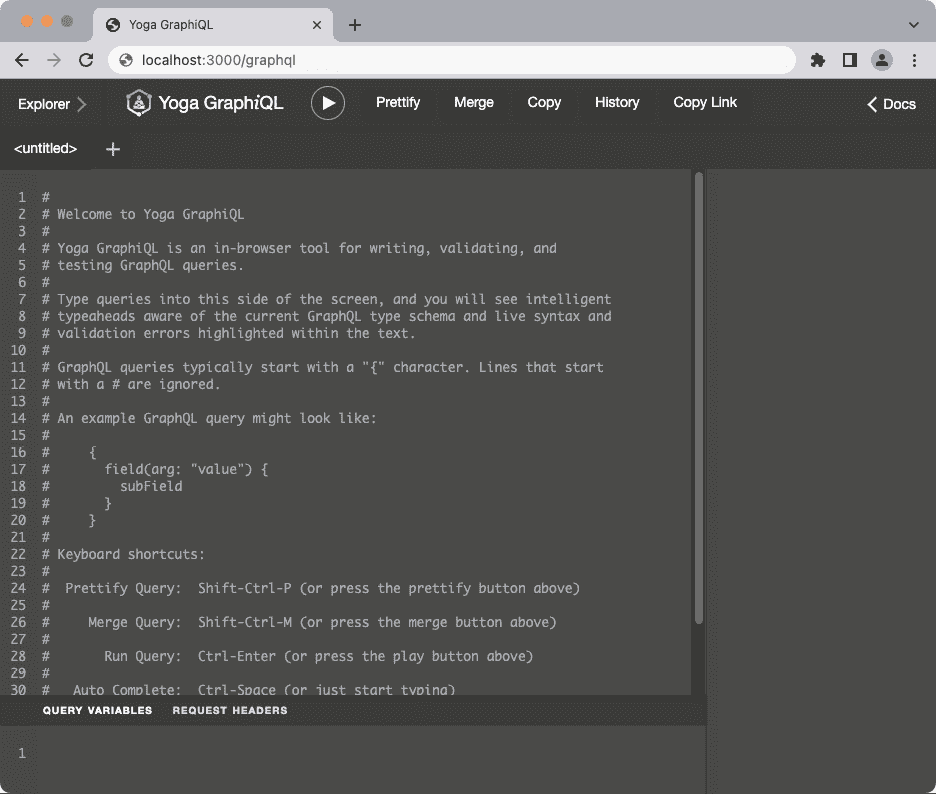 Yoga GraphiQL
localhost:3000/graphql
Explorer
Yoga GraphiQL
Prettify
Merge
Copy
History
Copy Link
Docs
<untitled>
1 #
2 # Welcome to Yoga GraphiQL
3 #
4 # Yoga GraphiQL is an in-browser tool for writing, validating, and
5 # testing GraphQL queries.
6 #
7 # Type queries into this side of the screen, and you will see intelligent
8 # typeaheads aware of the current GraphQL type schema and live syntax and
9 # validation errors highlighted within the text.
10 #
11 # GraphQL queries typically start with a "{" character. Lines that start
12 # with a # are ignored.
13 #
14 # An example GraphQL query might look like:
15 #
16 #     {
17 #       field(arg: "value") {
18 #         subField
19 #       }
20 #     }
21 #
22 # Keyboard shortcuts:
23 #
24 #  Prettify Query:  Shift-Ctrl-P (or press the prettify button above)
25 #
26 #     Merge Query:  Shift-Ctrl-M (or press the merge button above)
27 #
28 #       Run Query:  Ctrl-Enter (or press the play button above)
29 #
30 #   Auto Complete:  Ctrl-Space (or just start typing)
QUERY VARIABLES
REQUEST HEADERS
1